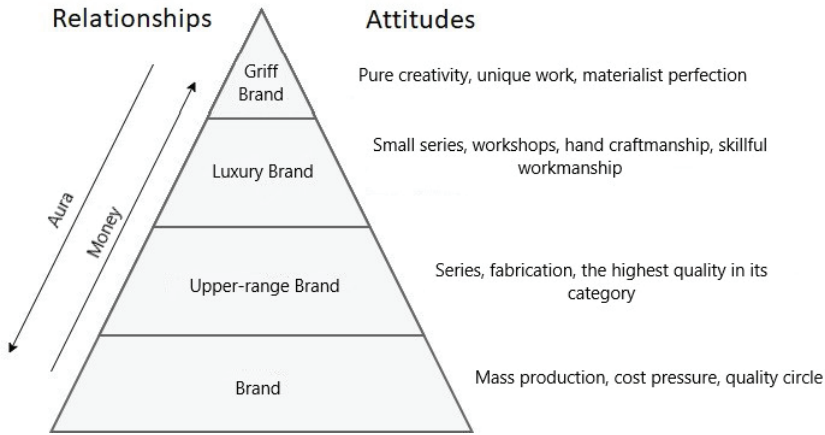 Relationships
Attitudes
Griff
Brand
Pure creativity, unique work, materialist perfection
Luxury Brand
Small series, workshops, hand craftmanship, skillful
workmanship
Aura
Money
Upper-range Brand
Series, fabrication, the highest quality in its
category
Brand
Mass production, cost pressure, quality circle